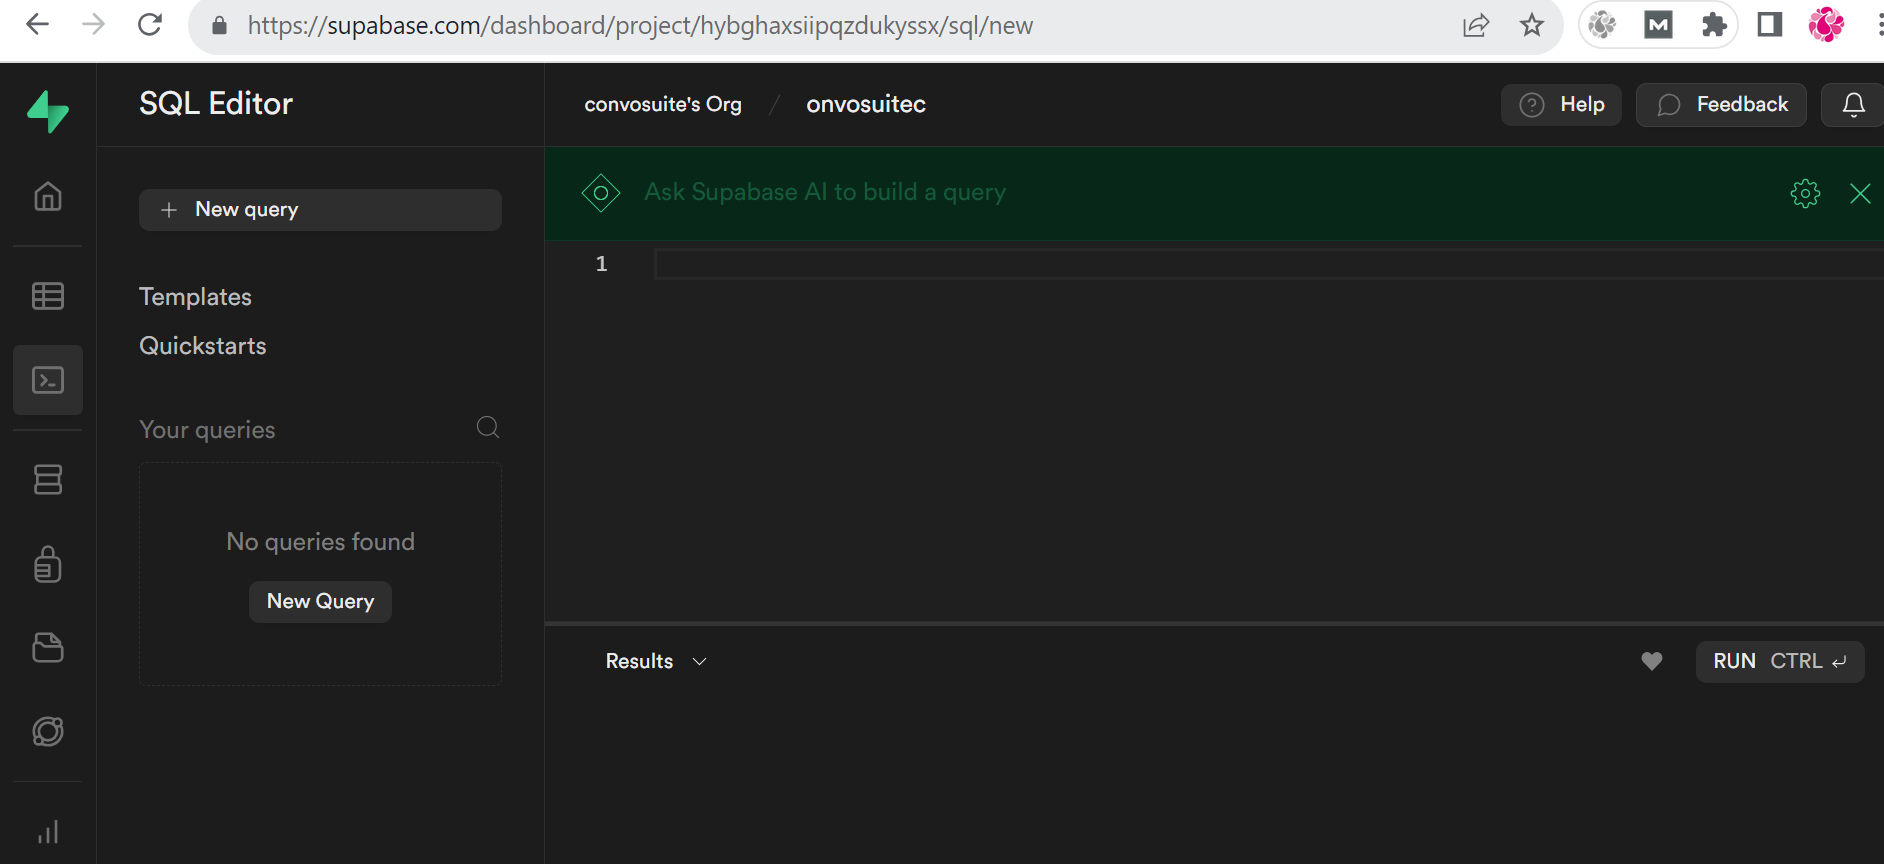 https://supabase.com/dashboard/project/hybghaxsiipqzdukyssx/sql/new
SQL Editor
convosuite's Org / onvosuitec
? Help
Feedback
+ New query
Ask Supabase AI to build a query
1
Templates
Quickstarts
Your queries
No queries found
New Query
Results
RUN CTRL ↵
M